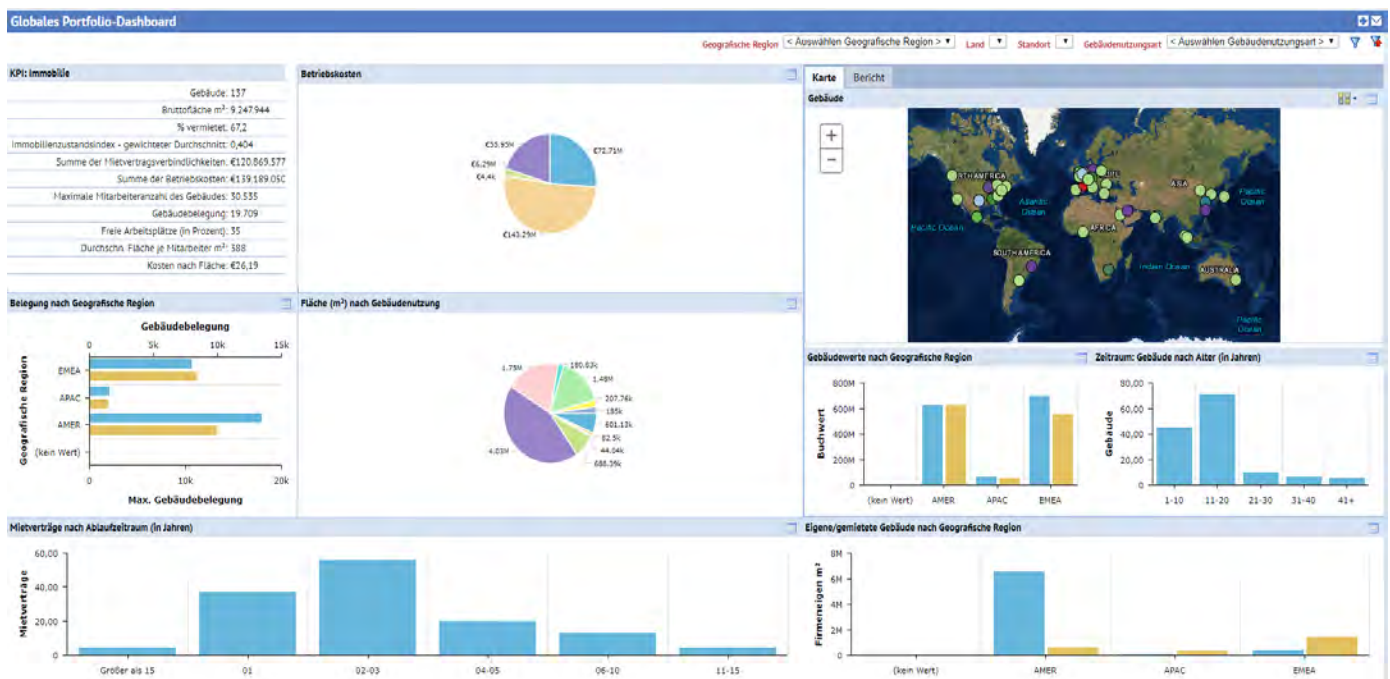 Globales Portfolio-Dashboard
Geografische Region < Auswählen Geografische Region > Land Standort Gebäudenutzungsart < Auswählen Gebäudenutzungsart >
KPI: Immobilie
Gebäude: 137
Bruttofläche m²: 9.247.944
% vermietet: 67,2
Immobilienzustandsindex - gewichteter Durchschnitt: 0,404
Summe der Mietvertragsverbindlichkeiten: €120.869.577
Summe der Betriebskosten: €139.189.050
Maximale Mitarbeiteranzahl des Gebäudes: 30.535
Gebäudebelegung: 19.709
Freie Arbeitsplätze (in Prozent): 35
Durchschn. Fläche je Mitarbeiter m²: 388
Kosten nach Fläche: €26,19
Betriebskosten
€55.95M
€72.71M
€6.29M
€4.4k
€143.29M
Karte Bericht
Gebäude
+
−
ASIA
Pacific
Ocean
Atlantic
Ocean
Pacific Ocean
AFRICA
SOUTH AMERICA
Indian Ocean
AUSTRALIA
Pacific
Ocean
Belegung nach Geografische Region
Gebäudebelegung
0 5k 10k 15k
Geografische Region
EMEA
APAC
AMER
(kein Wert)
0 10k 20k
Max. Gebäudebelegung
Fläche (m²) nach Gebäudenutzung
1.75M
180.83k
1.48M
207.76k
185k
601.13k
82.5k
44.04k
688.39k
4.03M
Gebäudewerte nach Geografische Region
Buchwert
800M
600M
400M
200M
0
(kein Wert) AMER APAC EMEA
Zeitraum: Gebäude nach Alter (in Jahren)
Gebäude
80,00
60,00
40,00
20,00
0
1-10 11-20 21-30 31-40 41+
Mietverträge nach Ablaufzeitraum (in Jahren)
Mietverträge
60,00
40,00
20,00
0
Größer als 15 01 02-03 04-05 06-10 11-15
Eigene/gemietete Gebäude nach Geografische Region
Firmeneigen m²
8M
6M
4M
2M
0
(kein Wert) AMER APAC EMEA